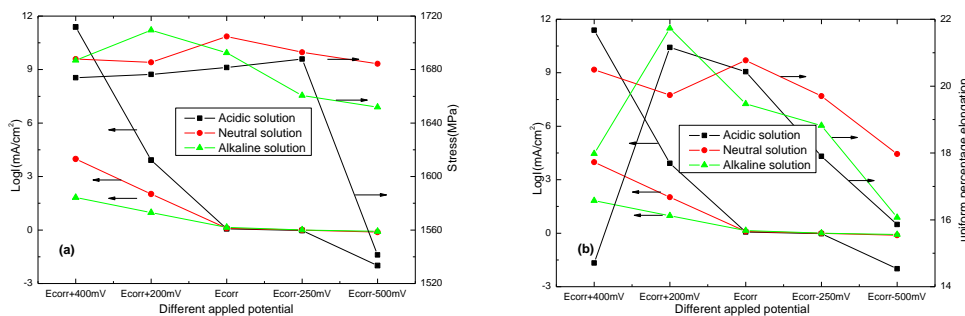 12
9
6
3
0
-3
LogI(mA/cm²)
1720
1680
1640
1600
1560
1520
Stress(MPa)
Acidic solution
Neutral solution
Alkaline solution
(a)
Ecorr+400mV Ecorr+200mV Ecorr Ecorr-250mV Ecorr-500mV
Different appled potential
12
9
6
3
0
-3
LogI(mA/cm²)
22
20
18
16
14
uniform percentage elongation
Acidic solution
Neutral solution
Alkaline solution
(b)
Ecorr+400mV Ecorr+200mV Ecorr Ecorr-250mV Ecorr-500mV
Different appled potential